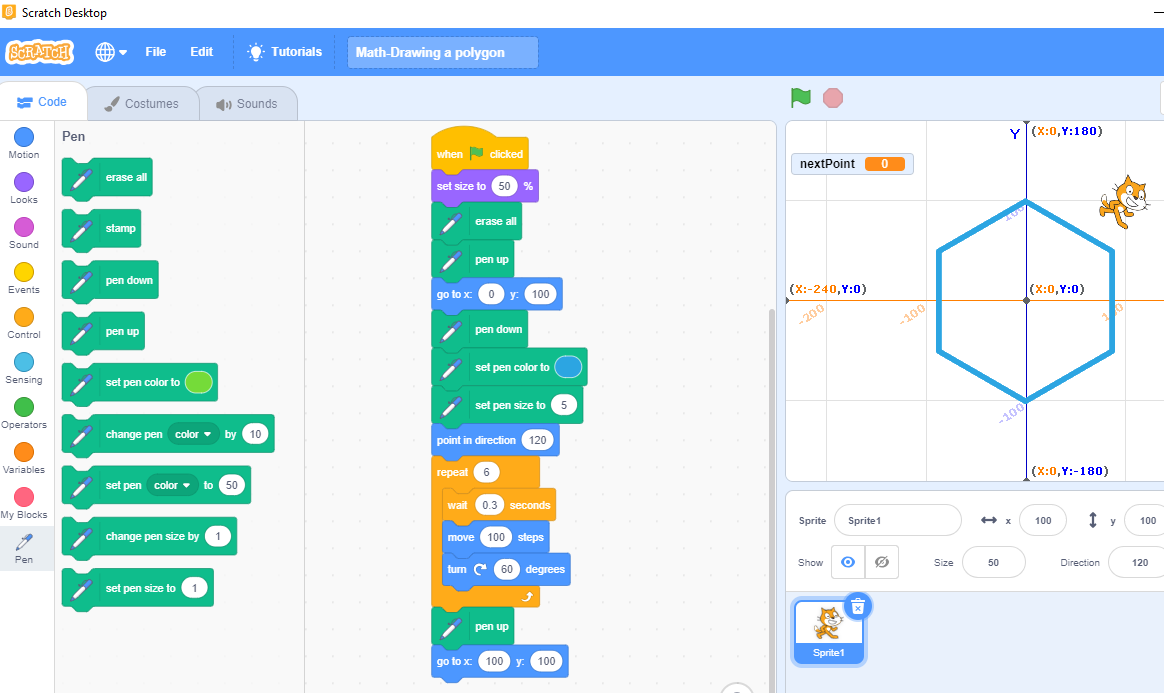 Scratch Desktop
SCRATCH File Edit Tutorials Math-Drawing a polygon
Code Costumes Sounds
Motion
Looks
Sound
Events
Control
Sensing
Operators
Variables
My Blocks
Pen
Pen
erase all
stamp
pen down
pen up
set pen color to
change pen color by 10
set pen color to 50
change pen size by 1
set pen size to 1
when clicked
set size to 50 %
erase all
pen up
go to x: 0 y: 100
pen down
set pen color to
set pen size to 5
point in direction 120
repeat 6
wait 0.3 seconds
move 100 steps
turn 60 degrees
pen up
go to x: 100 y: 100
Y (X:0,Y:180)
nextPoint 0
100
(X:-240,Y:0) (X:0,Y:0)
-200 -100 100
-100
(X:0,Y:-180)
Sprite Sprite1 x 100 y 100
Show Size 50 Direction 120
Sprite1